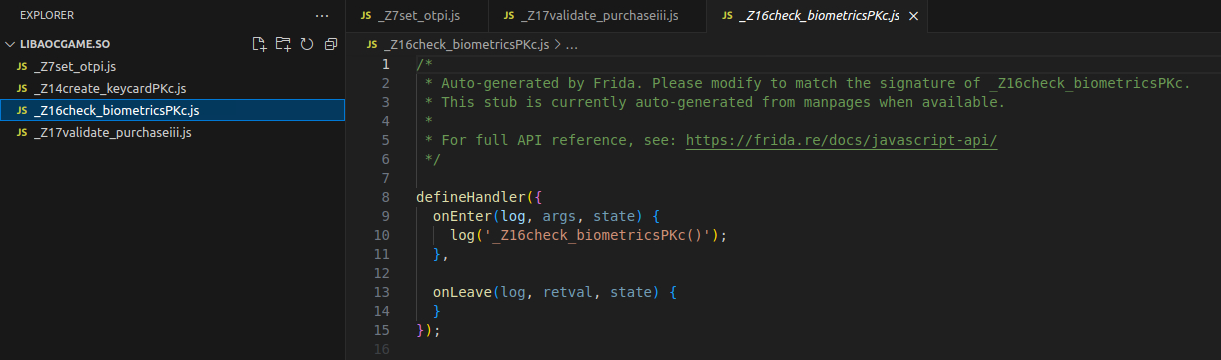 EXPLORER
...
LIBAOCGAME.SO
JS _Z7set_otpi.js
JS _Z14create_keycardPKc.js
JS _Z16check_biometricsPKc.js
JS _Z17validate_purchaseiii.js
JS _Z7set_otpi.js
JS _Z17validate_purchaseiii.js
JS _Z16check_biometricsPKc.js
JS _Z16check_biometricsPKc.js > ...
1 /*
2 * Auto-generated by Frida. Please modify to match the signature of _Z16check_biometricsPKc.
3 * This stub is currently auto-generated from manpages when available.
4 *
5 * For full API reference, see: https://frida.re/docs/javascript-api/
6 */
7
8 defineHandler({
9 onEnter(log, args, state) {
10 log('_Z16check_biometricsPKc()');
11 },
12
13 onLeave(log, retval, state) {
14 }
15 });
16